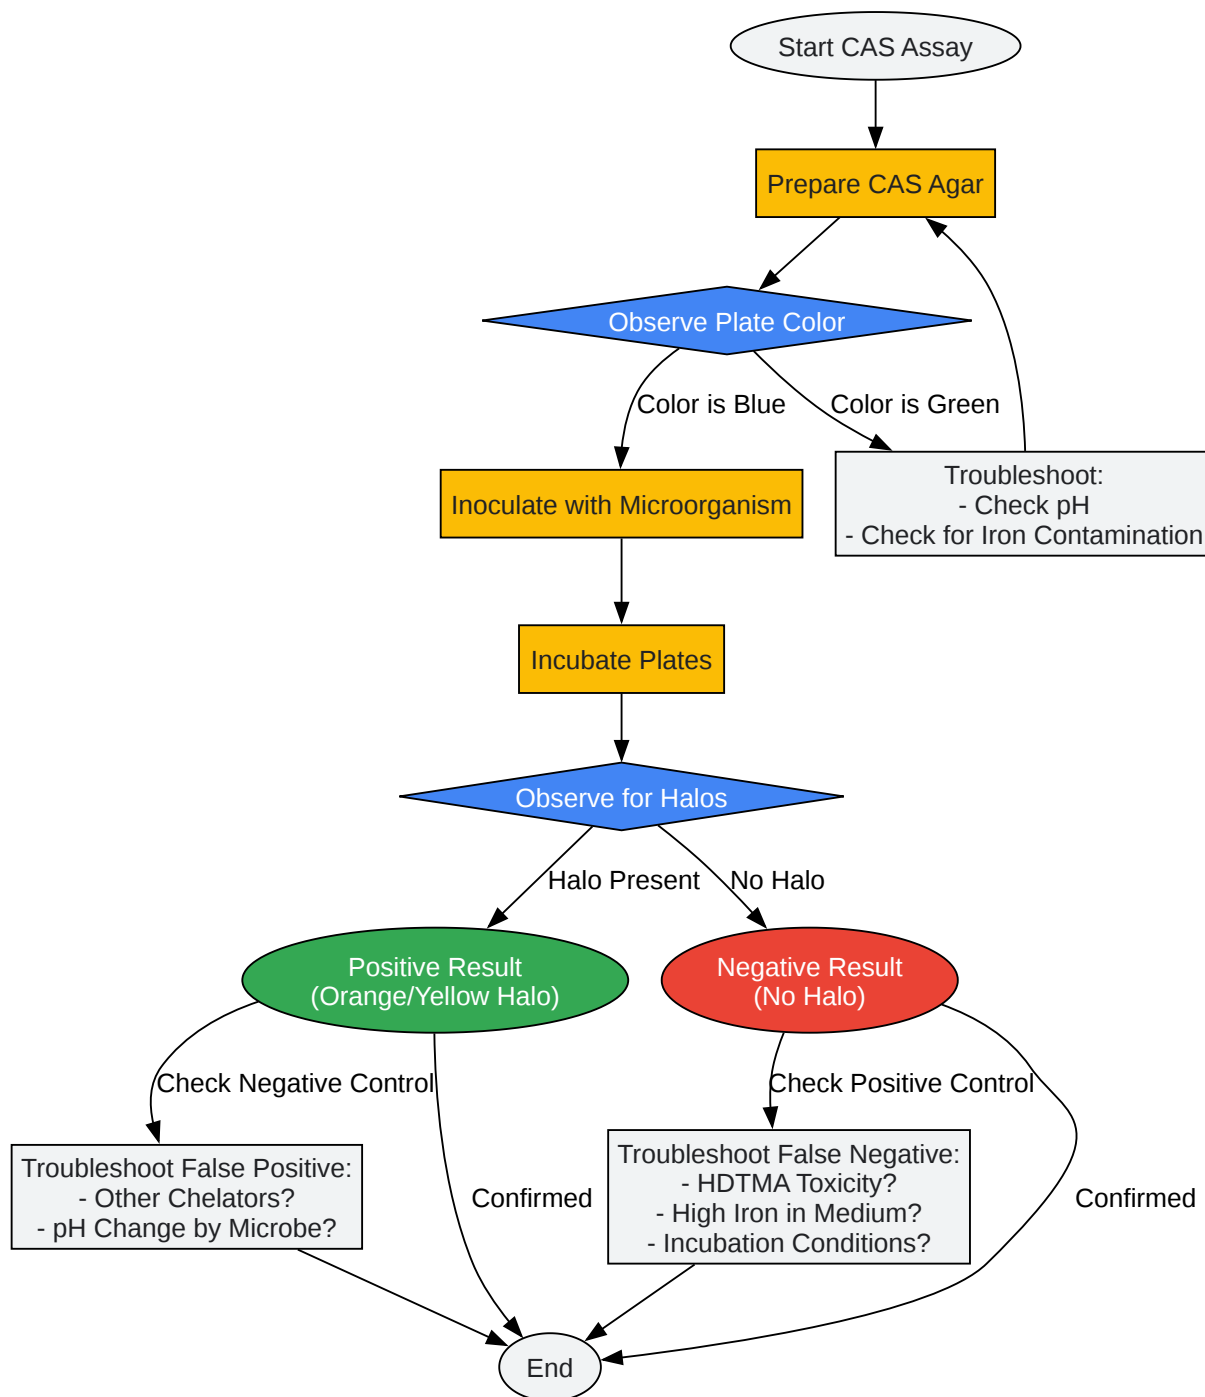 Start CAS Assay
Prepare CAS Agar
Observe Plate Color
Color is Blue
Color is Green
Troubleshoot:
- Check pH
- Check for Iron Contamination
Inoculate with Microorganism
Incubate Plates
Observe for Halos
Halo Present
No Halo
Positive Result
(Orange/Yellow Halo)
Negative Result
(No Halo)
Check Negative Control
Check Positive Control
Troubleshoot False Positive:
- Other Chelators?
- pH Change by Microbe?
Confirmed
Troubleshoot False Negative:
- HDTMA Toxicity?
- High Iron in Medium?
- Incubation Conditions?
Confirmed
End